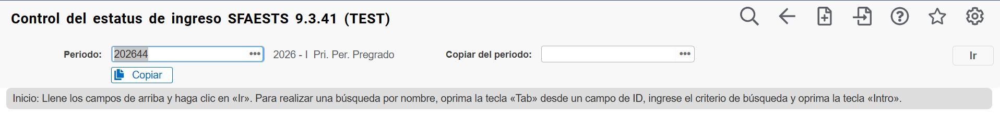 Control del estatus de ingreso SFAESTS 9.3.41 (TEST)
Periodo: 202644 ••• 2026 - I Pri. Per. Pregrado Copiar del periodo: ••• Ir
Copiar
Inicio: Llene los campos de arriba y haga clic en «Ir». Para realizar una búsqueda por nombre, oprima la tecla «Tab» desde un campo de ID, ingrese el criterio de búsqueda y oprima la tecla «Intro».